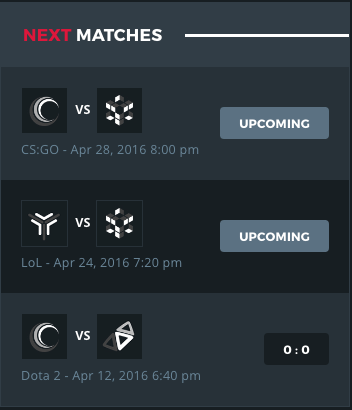 NEXT MATCHES
VS
UPCOMING
CS:GO - Apr 28, 2016 8:00 pm
VS
UPCOMING
LoL - Apr 24, 2016 7:20 pm
VS
0 : 0
Dota 2 - Apr 12, 2016 6:40 pm